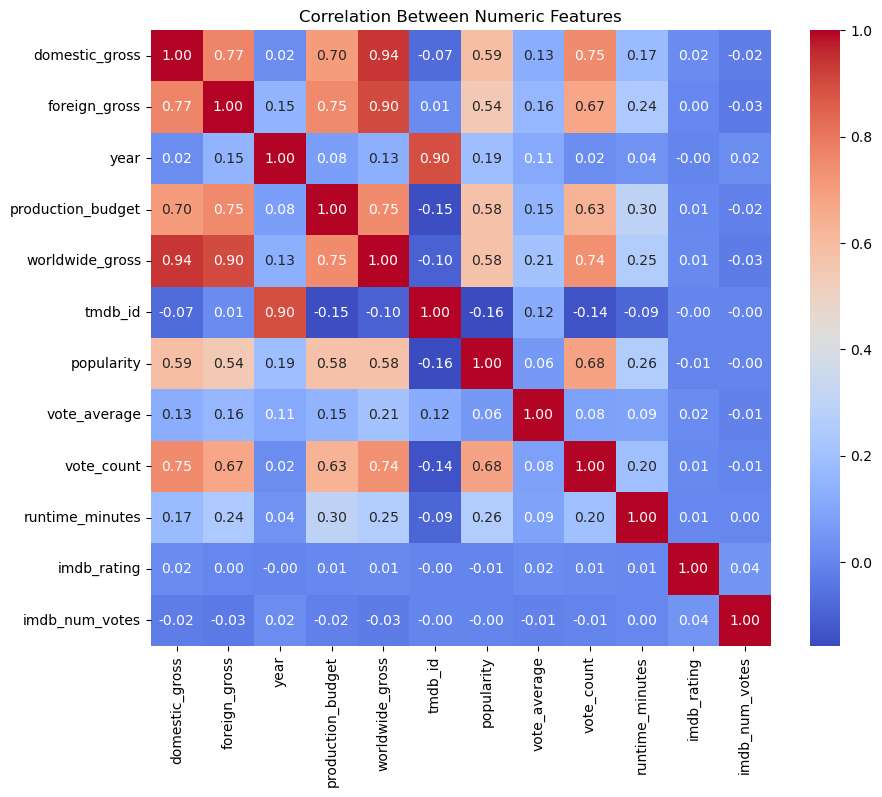 Correlation Between Numeric Features
domestic_gross 1.00 0.77 0.02 0.70 0.94 -0.07 0.59 0.13 0.75 0.17 0.02 -0.02
foreign_gross 0.77 1.00 0.15 0.75 0.90 0.01 0.54 0.16 0.67 0.24 0.00 -0.03
year 0.02 0.15 1.00 0.08 0.13 0.90 0.19 0.11 0.02 0.04 -0.00 0.02
production_budget 0.70 0.75 0.08 1.00 0.75 -0.15 0.58 0.15 0.63 0.30 0.01 -0.02
worldwide_gross 0.94 0.90 0.13 0.75 1.00 -0.10 0.58 0.21 0.74 0.25 0.01 -0.03
tmdb_id -0.07 0.01 0.90 -0.15 -0.10 1.00 -0.16 0.12 -0.14 -0.09 -0.00 -0.00
popularity 0.59 0.54 0.19 0.58 0.58 -0.16 1.00 0.06 0.68 0.26 -0.01 -0.00
vote_average 0.13 0.16 0.11 0.15 0.21 0.12 0.06 1.00 0.08 0.09 0.02 -0.01
vote_count 0.75 0.67 0.02 0.63 0.74 -0.14 0.68 0.08 1.00 0.20 0.01 -0.01
runtime_minutes 0.17 0.24 0.04 0.30 0.25 -0.09 0.26 0.09 0.20 1.00 0.01 0.00
imdb_rating 0.02 0.00 -0.00 0.01 0.01 -0.00 -0.01 0.02 0.01 0.01 1.00 0.04
imdb_num_votes -0.02 -0.03 0.02 -0.02 -0.03 -0.00 -0.00 -0.01 -0.01 0.00 0.04 1.00
domestic_gross
foreign_gross
year
production_budget
worldwide_gross
tmdb_id
popularity
vote_average
vote_count
runtime_minutes
imdb_rating
imdb_num_votes
1.0
0.8
0.6
0.4
0.2
0.0